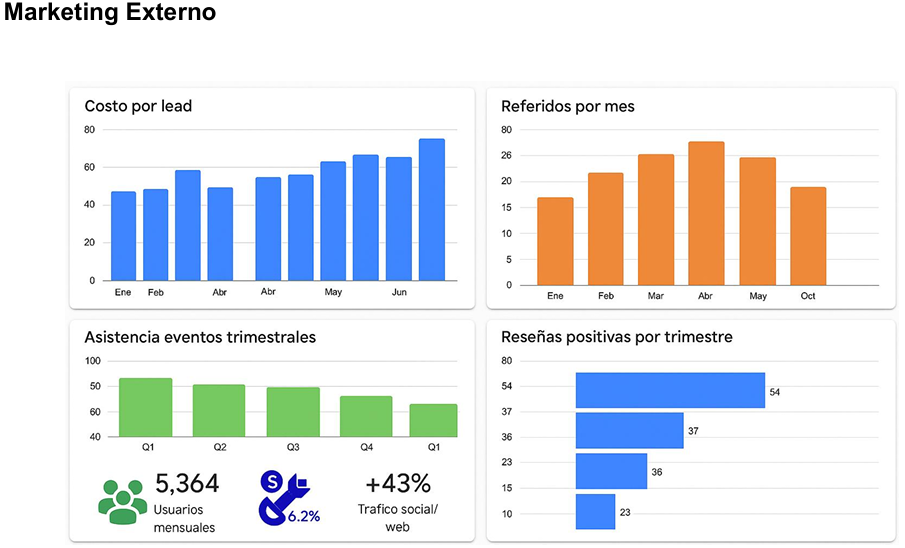 Marketing Externo
Costo por lead
80
60
40
20
0
Ene Feb Abr Abr May Jun
Referidos por mes
80
26
20
15
10
5
0
Ene Feb Mar Abr May Oct
Asistencia eventos trimestrales
100
50
60
40
Q1 Q2 Q3 Q4 Q1
5,364
Usuarios
mensuales
S
6.2%
+43%
Trafico social/
web
Reseñas positivas por trimestre
80
54
37
36
23
15
10
54
37
36
23